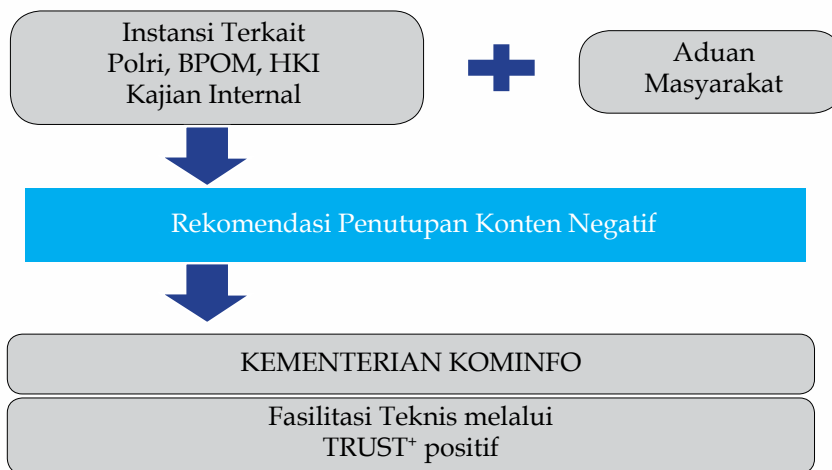 Instansi Terkait
Polri, BPOM, HKI
Kajian Internal
Aduan
Masyarakat
Rekomendasi Penutupan Konten Negatif
KEMENTERIAN KOMINFO
Fasilitasi Teknis melalui
TRUST⁺ positif